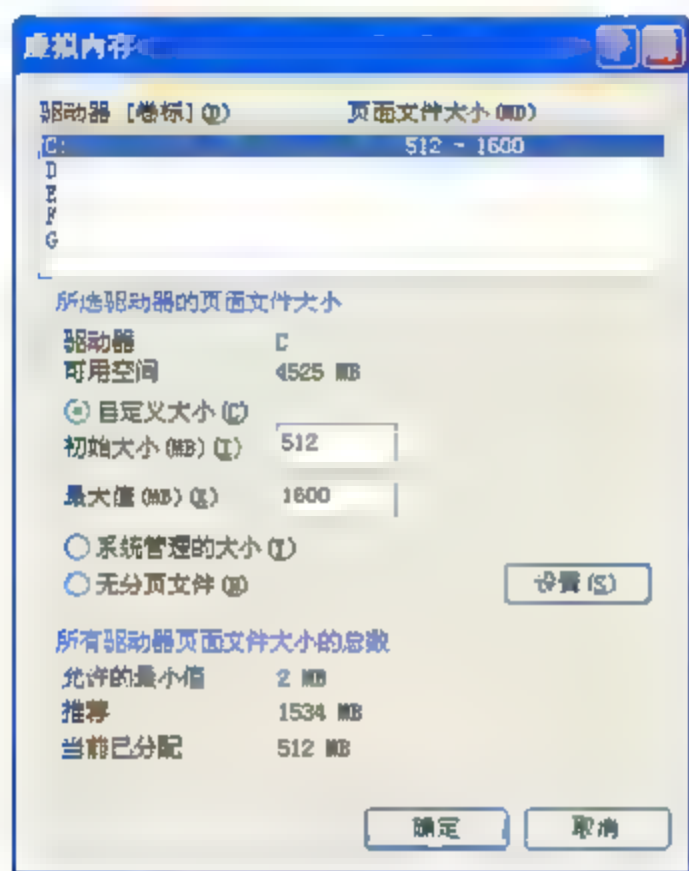 虚拟内存
驱动器 [卷标](D) 页面文件大小(MB)
C: 512 - 1600
D
E
F
G
所选驱动器的页面文件大小
驱动器 C
可用空间 4525 MB
自定义大小(C)
初始大小(MB)(I) 512
最大值(MB)(X) 1600
系统管理的大小(Y)
无分页文件(N)
设置(S)
所有驱动器页面文件大小的总数
允许的最小值 2 MB
推荐 1534 MB
当前已分配 512 MB
确定 取消